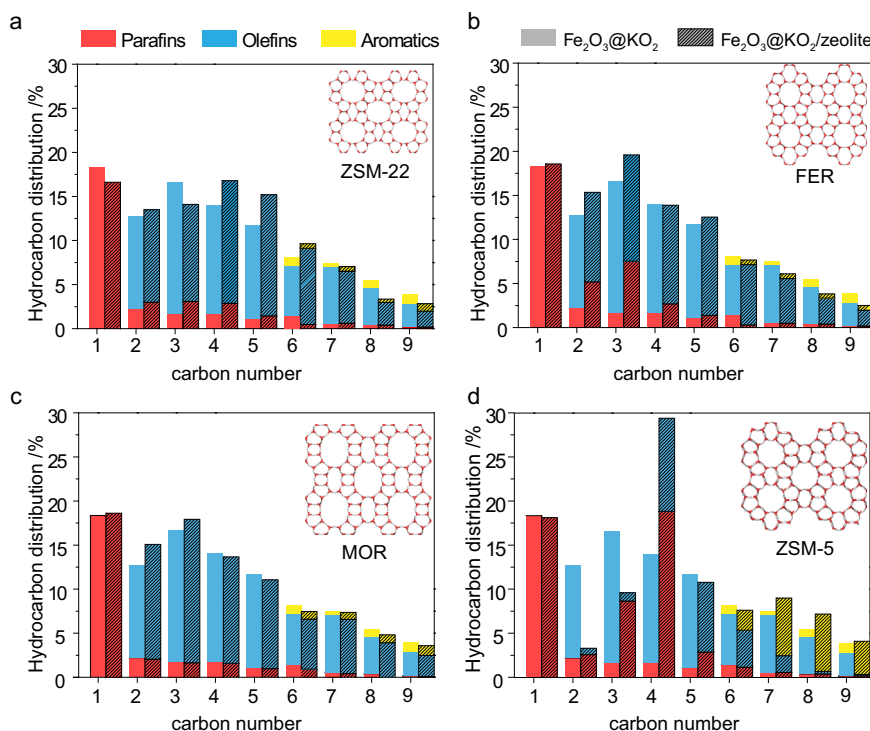 a
b
Parafins Olefins Aromatics
Fe₂O₃@KO₂ Fe₂O₃@KO₂/zeolite
Hydrocarbon distribution /%
30
25
20
15
10
5
0
ZSM-22
1 2 3 4 5 6 7 8 9
carbon number
Hydrocarbon distribution /%
30
25
20
15
10
5
0
FER
1 2 3 4 5 6 7 8 9
carbon number
c
Hydrocarbon distribution /%
30
25
20
15
10
5
0
MOR
1 2 3 4 5 6 7 8 9
carbon number
d
Hydrocarbon distribution /%
30
25
20
15
10
5
0
ZSM-5
1 2 3 4 5 6 7 8 9
carbon number